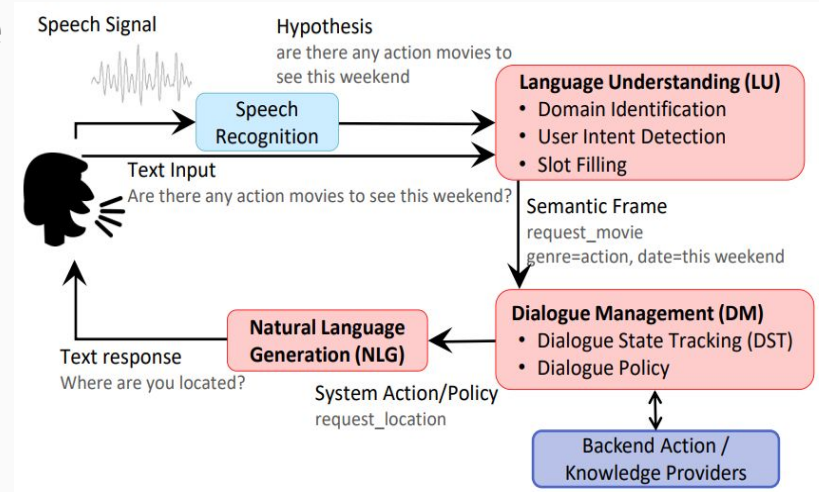 Speech Signal
Hypothesis
are there any action movies to
see this weekend
Speech
Recognition
Language Understanding (LU)
• Domain Identification
• User Intent Detection
• Slot Filling
Text Input
Are there any action movies to see this weekend?
Semantic Frame
request_movie
genre=action, date=this weekend
Dialogue Management (DM)
• Dialogue State Tracking (DST)
• Dialogue Policy
Natural Language
Generation (NLG)
Text response
Where are you located?
System Action/Policy
request_location
Backend Action /
Knowledge Providers